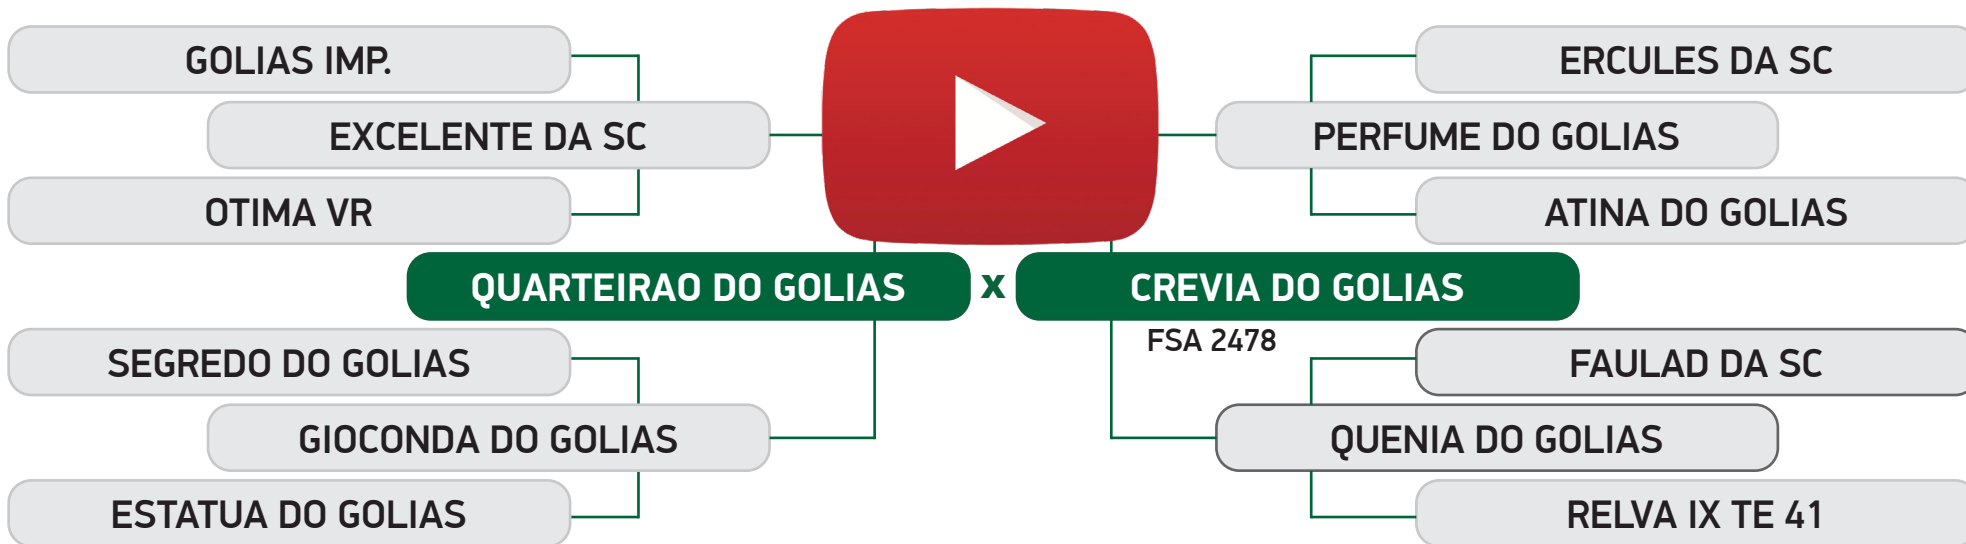 GOLIAS IMP.
ERCULES DA SC
EXCELENTE DA SC
PERFUME DO GOLIAS
OTIMA VR
ATINA DO GOLIAS
QUARTEIRAO DO GOLIAS x CREVIA DO GOLIAS
FSA 2478
SEGREDO DO GOLIAS
FAULAD DA SC
GIOCONDA DO GOLIAS
QUENIA DO GOLIAS
ESTATUA DO GOLIAS
RELVA IX TE 41